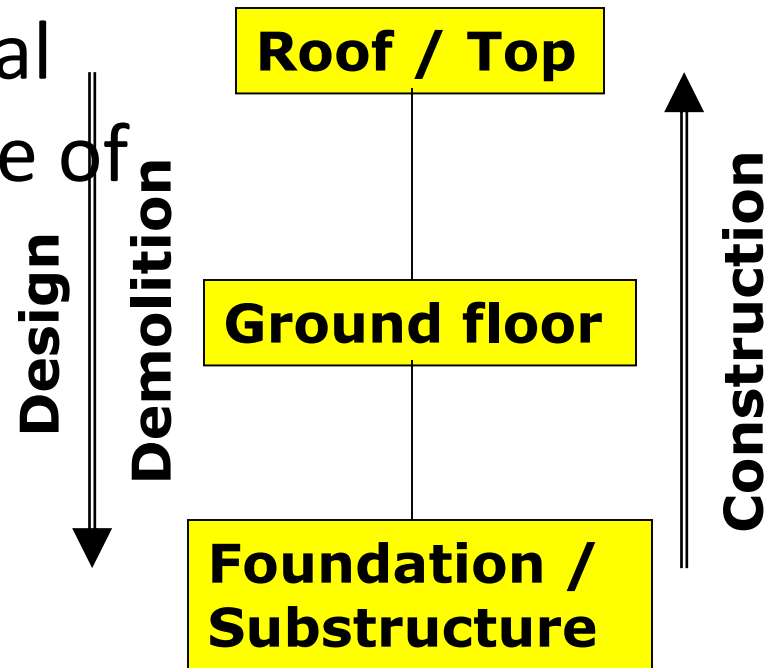 al
e of
Roof / Top
Design
Demolition
Ground floor
Construction
Foundation /
Substructure